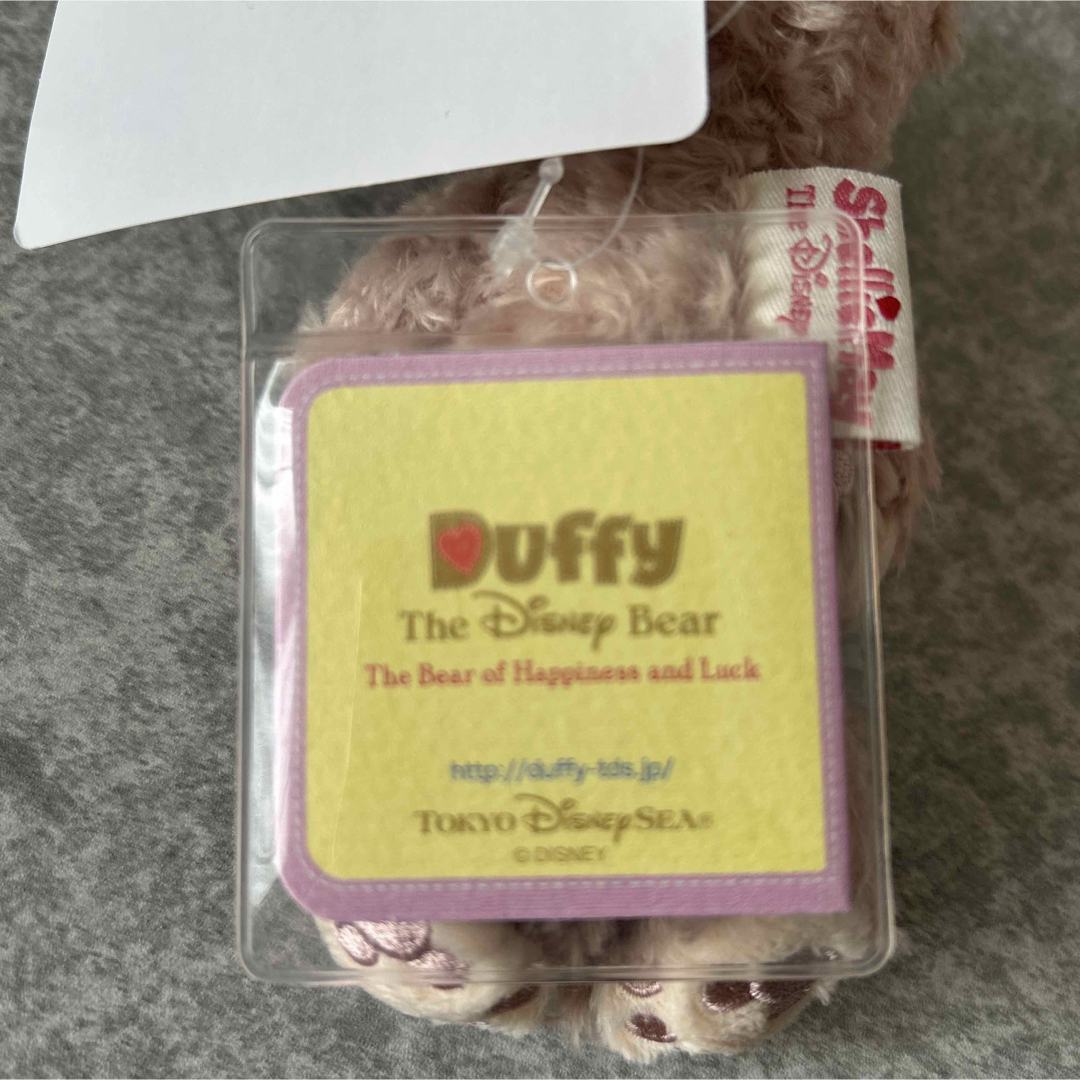 ShellieMa
The Disney
Duffy
The Disney Bear
The Bear of Happiness and Luck
http://duffy-tds.jp/
TOKYO DisneySEA®
© DISNEY